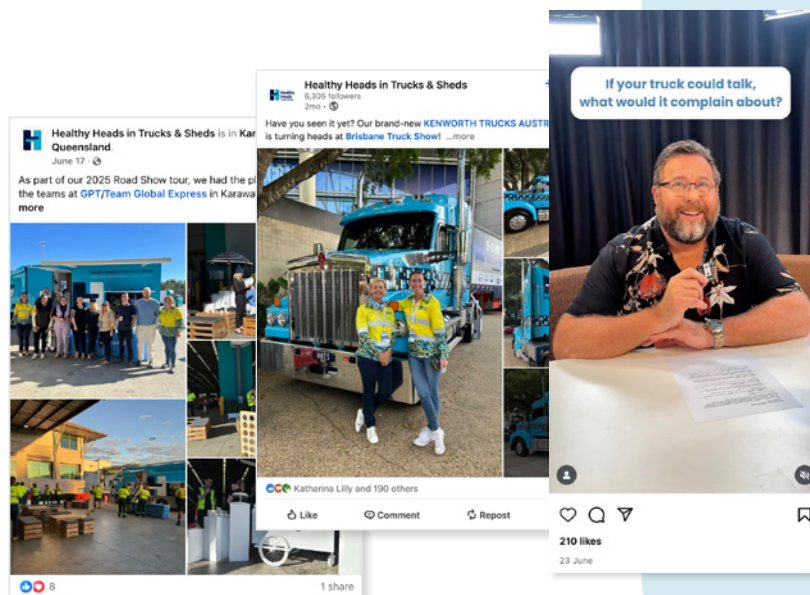 Healthy Heads in Trucks & Sheds is in Kar
Queensland.
June 17 ·
As part of our 2025 Road Show tour, we had the pl
the teams at GPT/Team Global Express in Karawa
more
8
1 share
Healthy Heads
Healthy Heads in Trucks & Sheds
6,305 followers
2mo •
Have you seen it yet? Our brand-new KENWORTH TRUCKS AUSTR
is turning heads at Brisbane Truck Show! ...more
Katharina Lilly and 190 others
Like
Comment
Repost
If your truck could talk,
what would it complain about?
210 likes
23 June